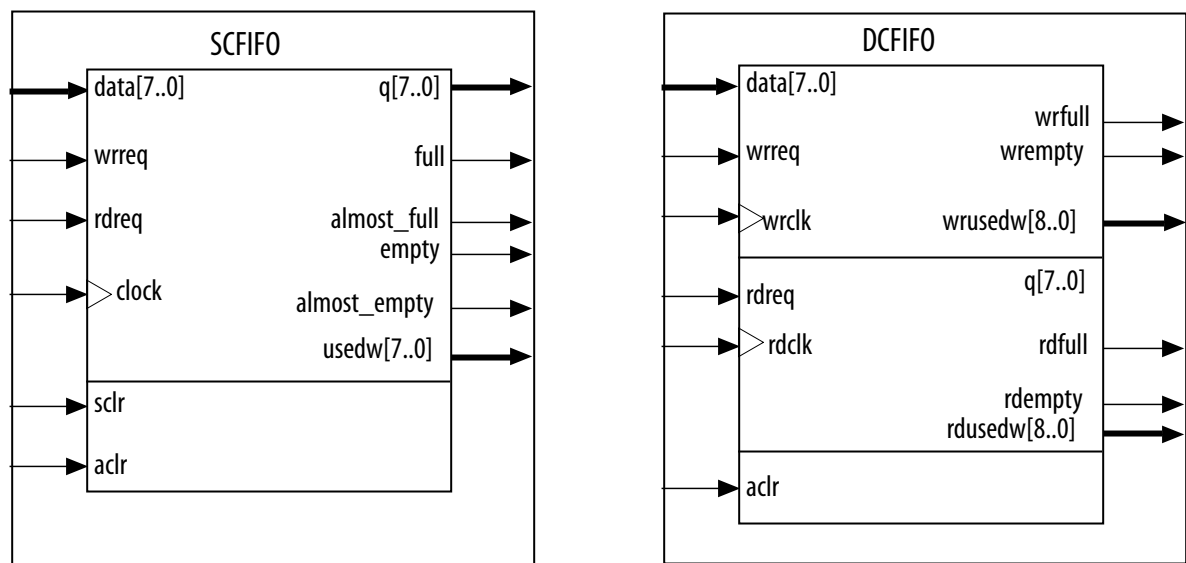 SCFIFO
data[7..0] q[7..0]
wrreq full
rdreq almost_full
empty
clock almost_empty
usedw[7..0]
sclr
aclr
DCFIFO
data[7..0]
wrfull
wrreq wrempty
wrclk wrusedw[8..0]
q[7..0]
rdreq
rdclk rdfull
rdempty
rdusedw[8..0]
aclr